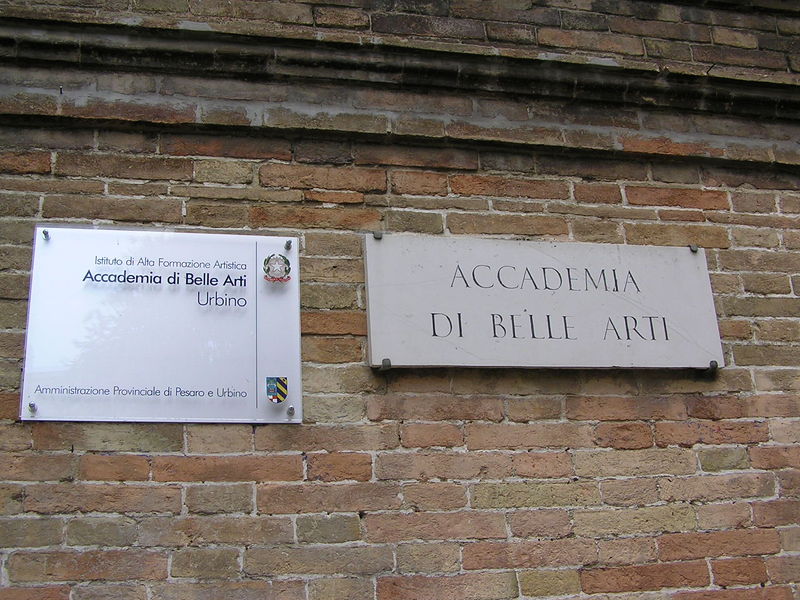 Istituto di Alta Formazione Artistica
Accademia di Belle Arti
Urbino
Amministrazione Provinciale di Pesaro e Urbino
ACCADEMIA
DI BELLE ARTI